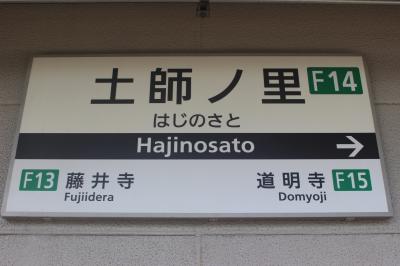 土師ノ里 F14
はじのさと
Hajinosato →
F13 藤井寺 道明寺 F15
Fujiidera Domyoji